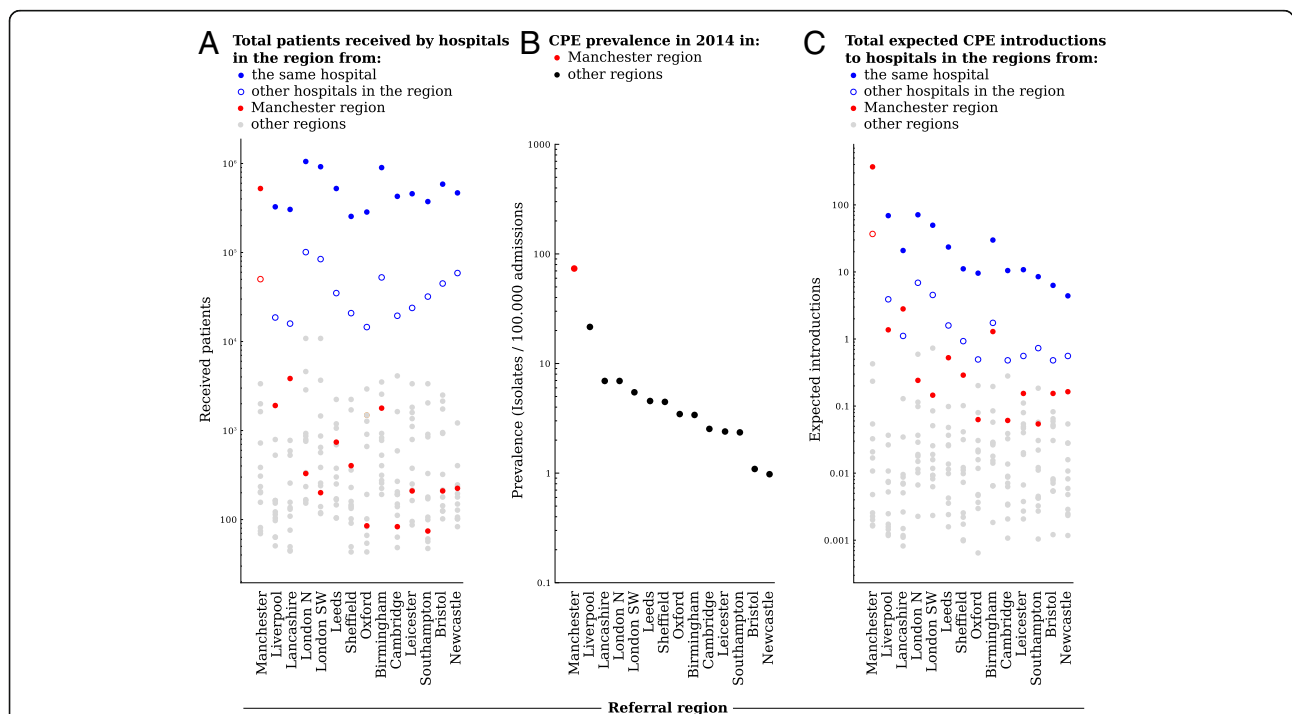 A
Total patients received by hospitals
in the region from:
the same hospital
other hospitals in the region
Manchester region
other regions
10⁶
10⁵
10⁴
10³
100
Received patients
Manchester
Liverpool
Lancashire
London N
London SW
Leeds
Sheffield
Oxford
Birmingham
Cambridge
Leicester
Southampton
Bristol
Newcastle
B
CPE prevalence in 2014 in:
Manchester region
other regions
1000
100
10
1
0.1
Prevalence (Isolates / 100.000 admissions
Manchester
Liverpool
Lancashire
London N
London SW
Leeds
Sheffield
Oxford
Birmingham
Cambridge
Leicester
Southampton
Bristol
Newcastle
C
Total expected CPE introductions
to hospitals in the regions from:
the same hospital
other hospitals in the region
Manchester region
other regions
100
10
1
0.1
0.01
0.001
Expected introductions
Manchester
Liverpool
Lancashire
London N
London SW
Leeds
Sheffield
Oxford
Birmingham
Cambridge
Leicester
Southampton
Bristol
Newcastle
Referral region